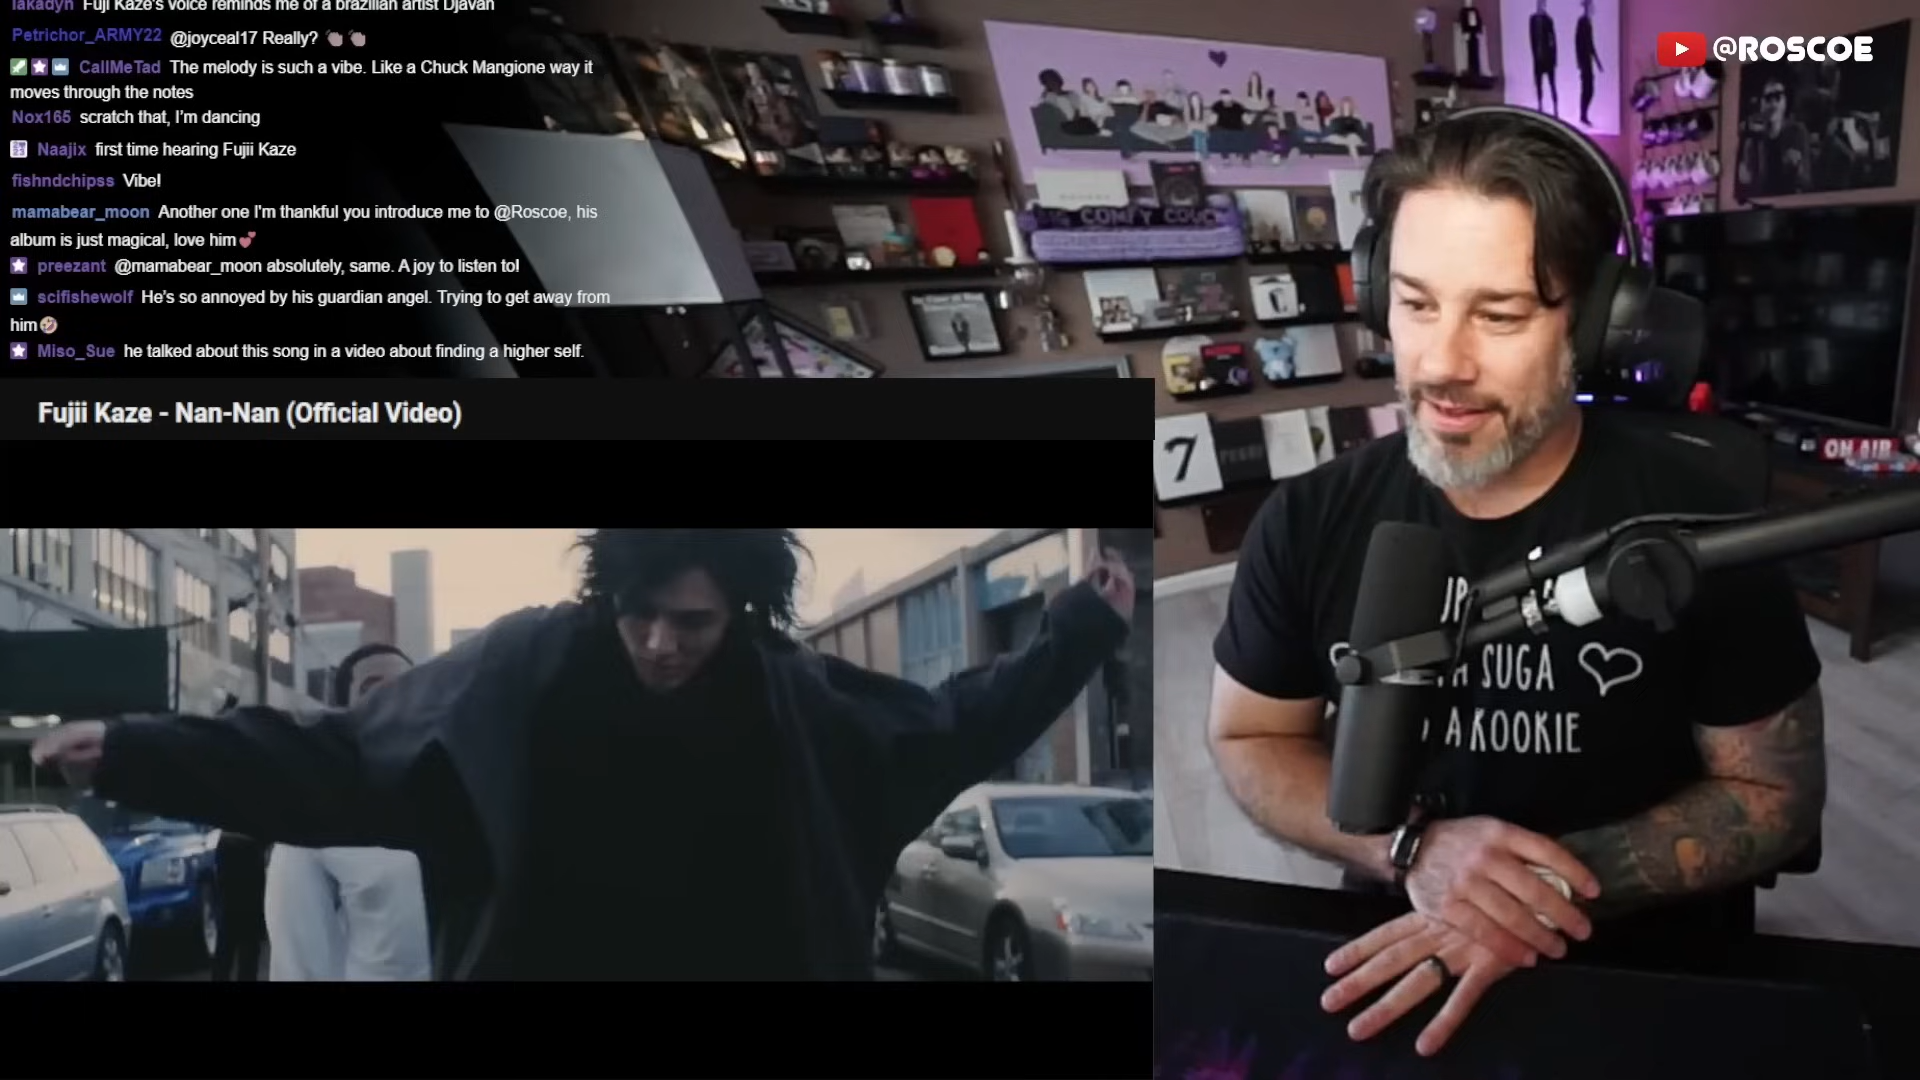 lakadyn Fuji Kaze's voice reminds me of a brazilian artist Djavan
Petrichor_ARMY22 @joyceal17 Really?
CallMeTad The melody is such a vibe. Like a Chuck Mangione way it
moves through the notes
Nox165 scratch that, I'm dancing
Naajix first time hearing Fujii Kaze
fishndchipss Vibe!
mamabear_moon Another one I'm thankful you introduce me to @Roscoe, his
album is just magical, love him
preezant @mamabear_moon absolutely, same. A joy to listen to!
scifishewolf He's so annoyed by his guardian angel. Trying to get away from
him
Miso_Sue he talked about this song in a video about finding a higher self.
Fujii Kaze - Nan-Nan (Official Video)
@ROSCOE
COMFY COUCH
7
ON AIR
SUGA
A KOOKIE